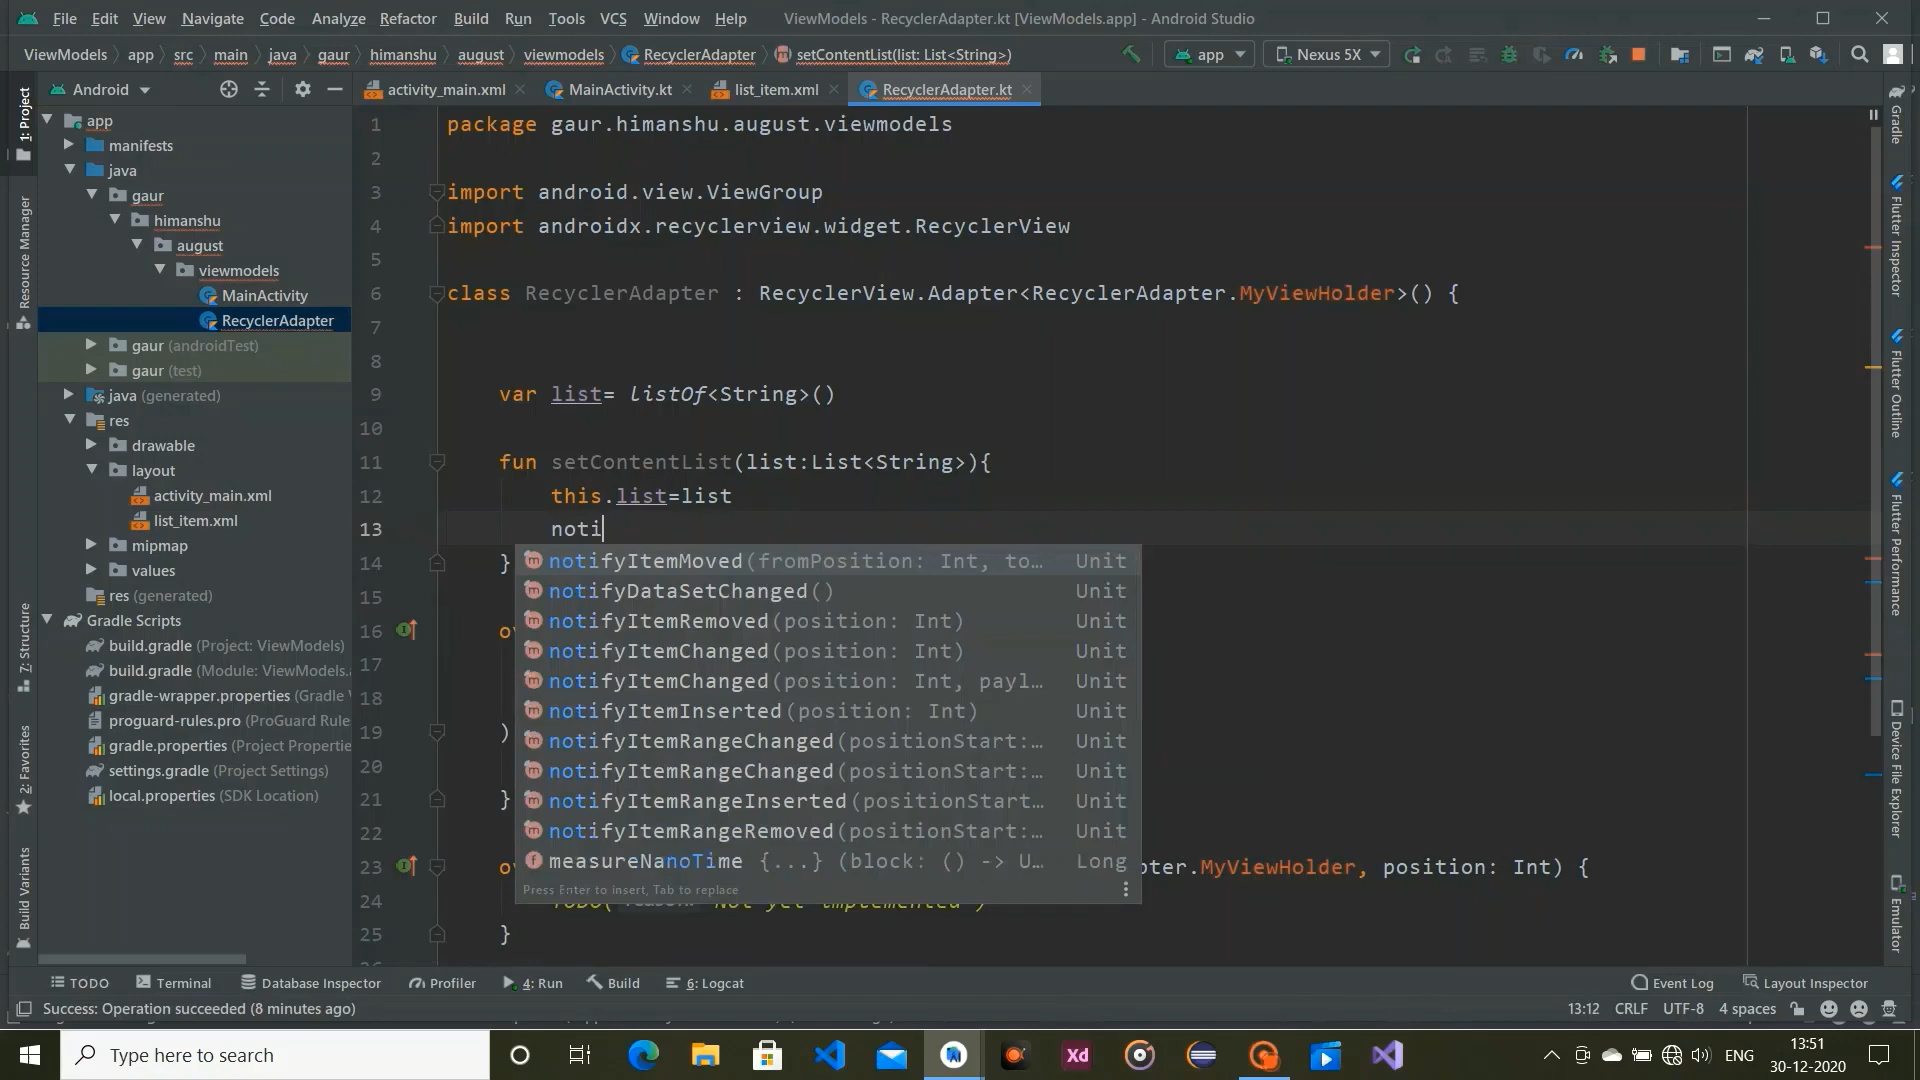 File Edit View Navigate Code Analyze Refactor Build Run Tools VCS Window Help ViewModels - RecyclerAdapter.kt [ViewModels.app] - Android Studio
ViewModels app src main java gaur himanshu august viewmodels RecyclerAdapter setContentList(list: List<String>) app Nexus 5X
Android
activity_main.xml MainActivity.kt list_item.xml RecyclerAdapter.kt
1: Project
Resource Manager
7: Structure
2: Favorites
Build Variants
app
manifests
java
gaur
himanshu
august
viewmodels
MainActivity
RecyclerAdapter
gaur (androidTest)
gaur (test)
java (generated)
res
drawable
layout
activity_main.xml
list_item.xml
mipmap
values
res (generated)
Gradle Scripts
build.gradle (Project: ViewModels)
build.gradle (Module: ViewModels.
gradle-wrapper.properties (Gradle
proguard-rules.pro (ProGuard Rule
gradle.properties (Project Propertie
settings.gradle (Project Settings)
local.properties (SDK Location)
1 package gaur.himanshu.august.viewmodels
2
3 import android.view.ViewGroup
4 import androidx.recyclerview.widget.RecyclerView
5
6 class RecyclerAdapter : RecyclerView.Adapter<RecyclerAdapter.MyViewHolder>() {
7
8
9 var list= listOf<String>()
10
11 fun setContentList(list:List<String>){
12 this.list=list
13 noti
14 }
15
16 ov
17
18
19 )
20
21 }
22
23 ov pter.MyViewHolder, position: Int) {
24 TODO( reason: "Not yet implemented")
25 }
notifyItemMoved(fromPosition: Int, to… Unit
notifyDataSetChanged() Unit
notifyItemRemoved(position: Int) Unit
notifyItemChanged(position: Int) Unit
notifyItemChanged(position: Int, payl… Unit
notifyItemInserted(position: Int) Unit
notifyItemRangeChanged(positionStart:… Unit
notifyItemRangeChanged(positionStart:… Unit
notifyItemRangeInserted(positionStart… Unit
notifyItemRangeRemoved(positionStart:… Unit
measureNanoTime {...} (block: () -> U… Long
Press Enter to insert, Tab to replace
Gradle
Flutter Inspector
Flutter Outline
Flutter Performance
Device File Explorer
Emulator
TODO Terminal Database Inspector Profiler 4: Run Build 6: Logcat Event Log Layout Inspector
Success: Operation succeeded (8 minutes ago) 13:12 CRLF UTF-8 4 spaces
Type here to search
Xd
ENG
13:51
30-12-2020